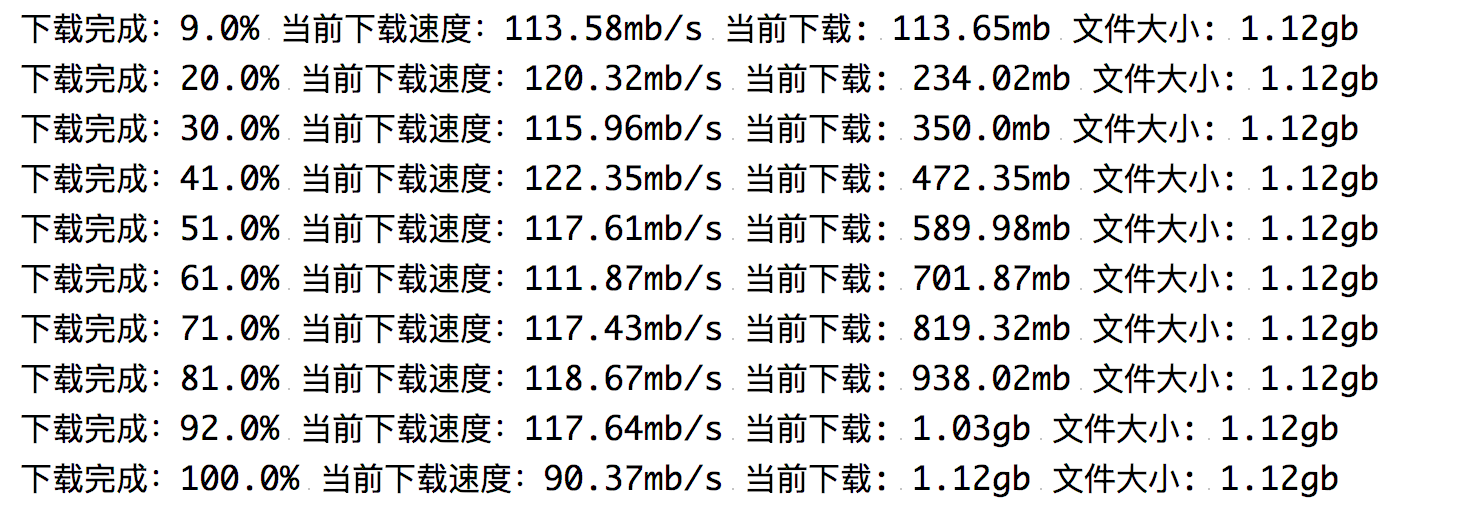 下载完成：9.0% 当前下载速度：113.58mb/s 当前下载: 113.65mb 文件大小: 1.12gb
下载完成：20.0% 当前下载速度：120.32mb/s 当前下载: 234.02mb 文件大小: 1.12gb
下载完成：30.0% 当前下载速度：115.96mb/s 当前下载: 350.0mb 文件大小: 1.12gb
下载完成：41.0% 当前下载速度：122.35mb/s 当前下载: 472.35mb 文件大小: 1.12gb
下载完成：51.0% 当前下载速度：117.61mb/s 当前下载: 589.98mb 文件大小: 1.12gb
下载完成：61.0% 当前下载速度：111.87mb/s 当前下载: 701.87mb 文件大小: 1.12gb
下载完成：71.0% 当前下载速度：117.43mb/s 当前下载: 819.32mb 文件大小: 1.12gb
下载完成：81.0% 当前下载速度：118.67mb/s 当前下载: 938.02mb 文件大小: 1.12gb
下载完成：92.0% 当前下载速度：117.64mb/s 当前下载: 1.03gb 文件大小: 1.12gb
下载完成：100.0% 当前下载速度：90.37mb/s 当前下载: 1.12gb 文件大小: 1.12gb